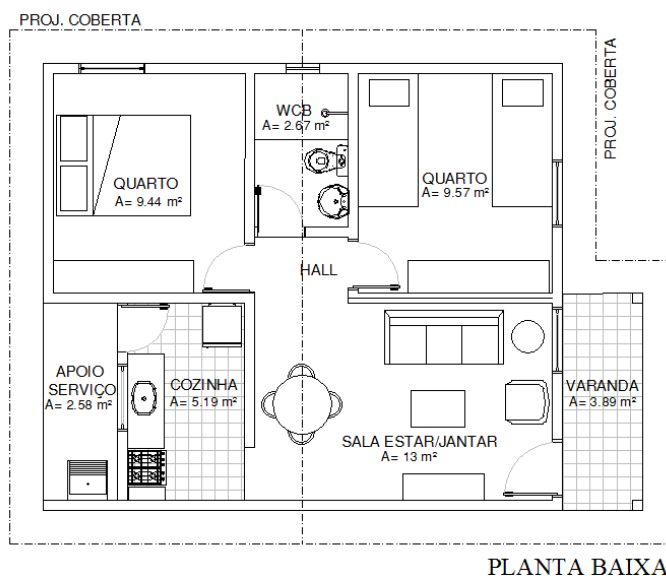 PROJ. COBERTA
PROJ. COBERTA
WCB
A= 2.67 m²
QUARTO
A= 9.44 m²
QUARTO
A= 9.57 m²
HALL
APOIO
SERVIÇO
A= 2.58 m²
COZINHA
A= 5.19 m²
VARANDA
A= 3.89 m²
SALA ESTAR/JANTAR
A= 13 m²
PLANTA BAIXA